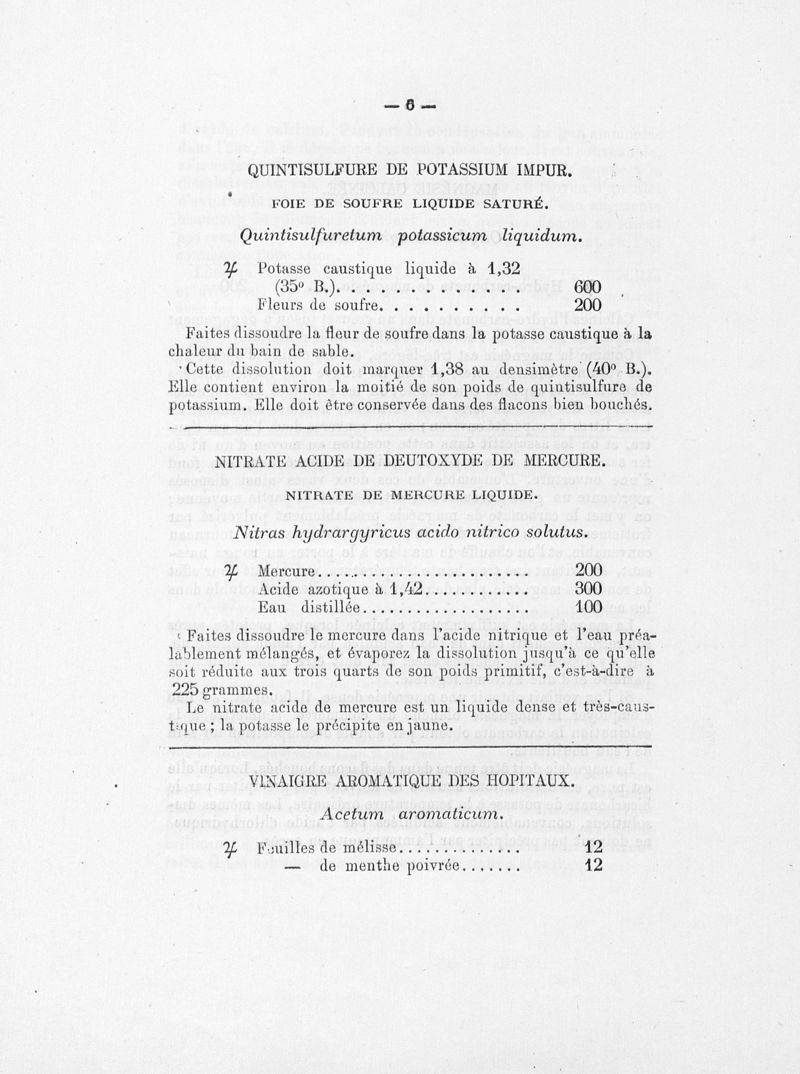 — 6 —
QUINTISULFURE DE POTASSIUM IMPUR.
FOIE DE SOUFRE LIQUIDE SATURÉ.
Quintisulfuretum potassicum liquidum.
♃ Potasse caustique liquide à 1,32
(35º B.). . . . . . . . . . . . . 600
Fleurs de soufre. . . . . . . . . . 200
Faites dissoudre la fleur de soufre dans la potasse caustique à la
chaleur du bain de sable.
Cette dissolution doit marquer 1,38 au densimètre (40º B.).
Elle contient environ la moitié de son poids de quintisulfure de
potassium. Elle doit être conservée dans des flacons bien bouchés.
NITRATE ACIDE DE DEUTOXYDE DE MERCURE.
NITRATE DE MERCURE LIQUIDE.
Nitras hydrargyricus acido nitrico solutus.
♃ Mercure........................ 200
Acide azotique à 1,42............ 300
Eau distillée................... 100
Faites dissoudre le mercure dans l'acide nitrique et l'eau préa-
lablement mélangés, et évaporez la dissolution jusqu'à ce qu'elle
soit réduite aux trois quarts de son poids primitif, c'est-à-dire à
225 grammes.
Le nitrate acide de mercure est un liquide dense et très-caus-
tique ; la potasse le précipite en jaune.
VINAIGRE AROMATIQUE DES HOPITAUX.
Acetum aromaticum.
♃ Feuilles de mélisse.............. 12
— de menthe poivrée....... 12